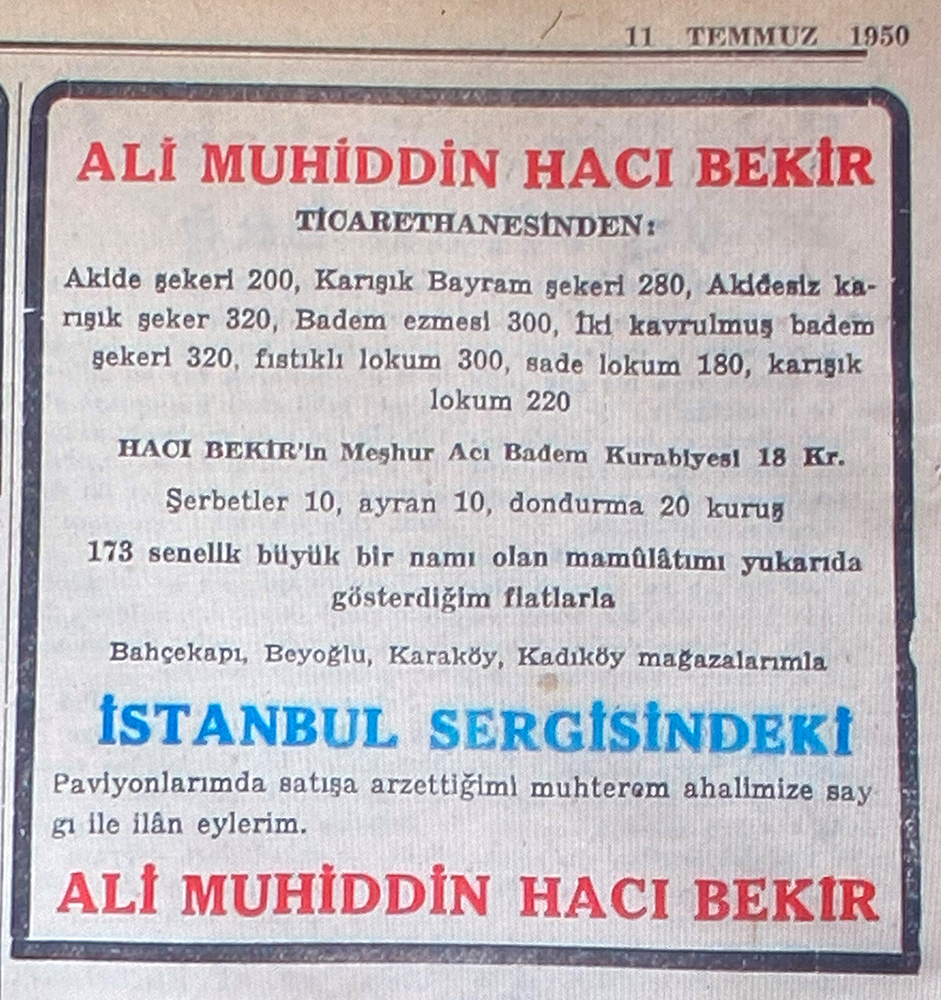 11 TEMMUZ 1950
ALİ MUHİDDİN HACI BEKİR
TİCARETHANESİNDEN:
Akide şekeri 200, Karışık Bayram şekeri 280, Akidesiz ka-
rışık şeker 320, Badem ezmesi 300, İki kavrulmuş badem
şekeri 320, fıstıklı lokum 300, sade lokum 180, karışık
lokum 220
HACI BEKİR'in Meşhur Acı Badem Kurabiyesi 18 Kr.
Şerbetler 10, ayran 10, dondurma 20 kuruş
173 senelik büyük bir namı olan mamûlâtımı yukarıda
gösterdiğim fiatlarla
Bahçekapı, Beyoğlu, Karaköy, Kadıköy mağazalarımla
İSTANBUL SERGİSİNDEKİ
Paviyonlarımda satışa arzettiğimi muhterem ahalimize say
gı ile ilân eylerim.
ALİ MUHİDDİN HACI BEKİR